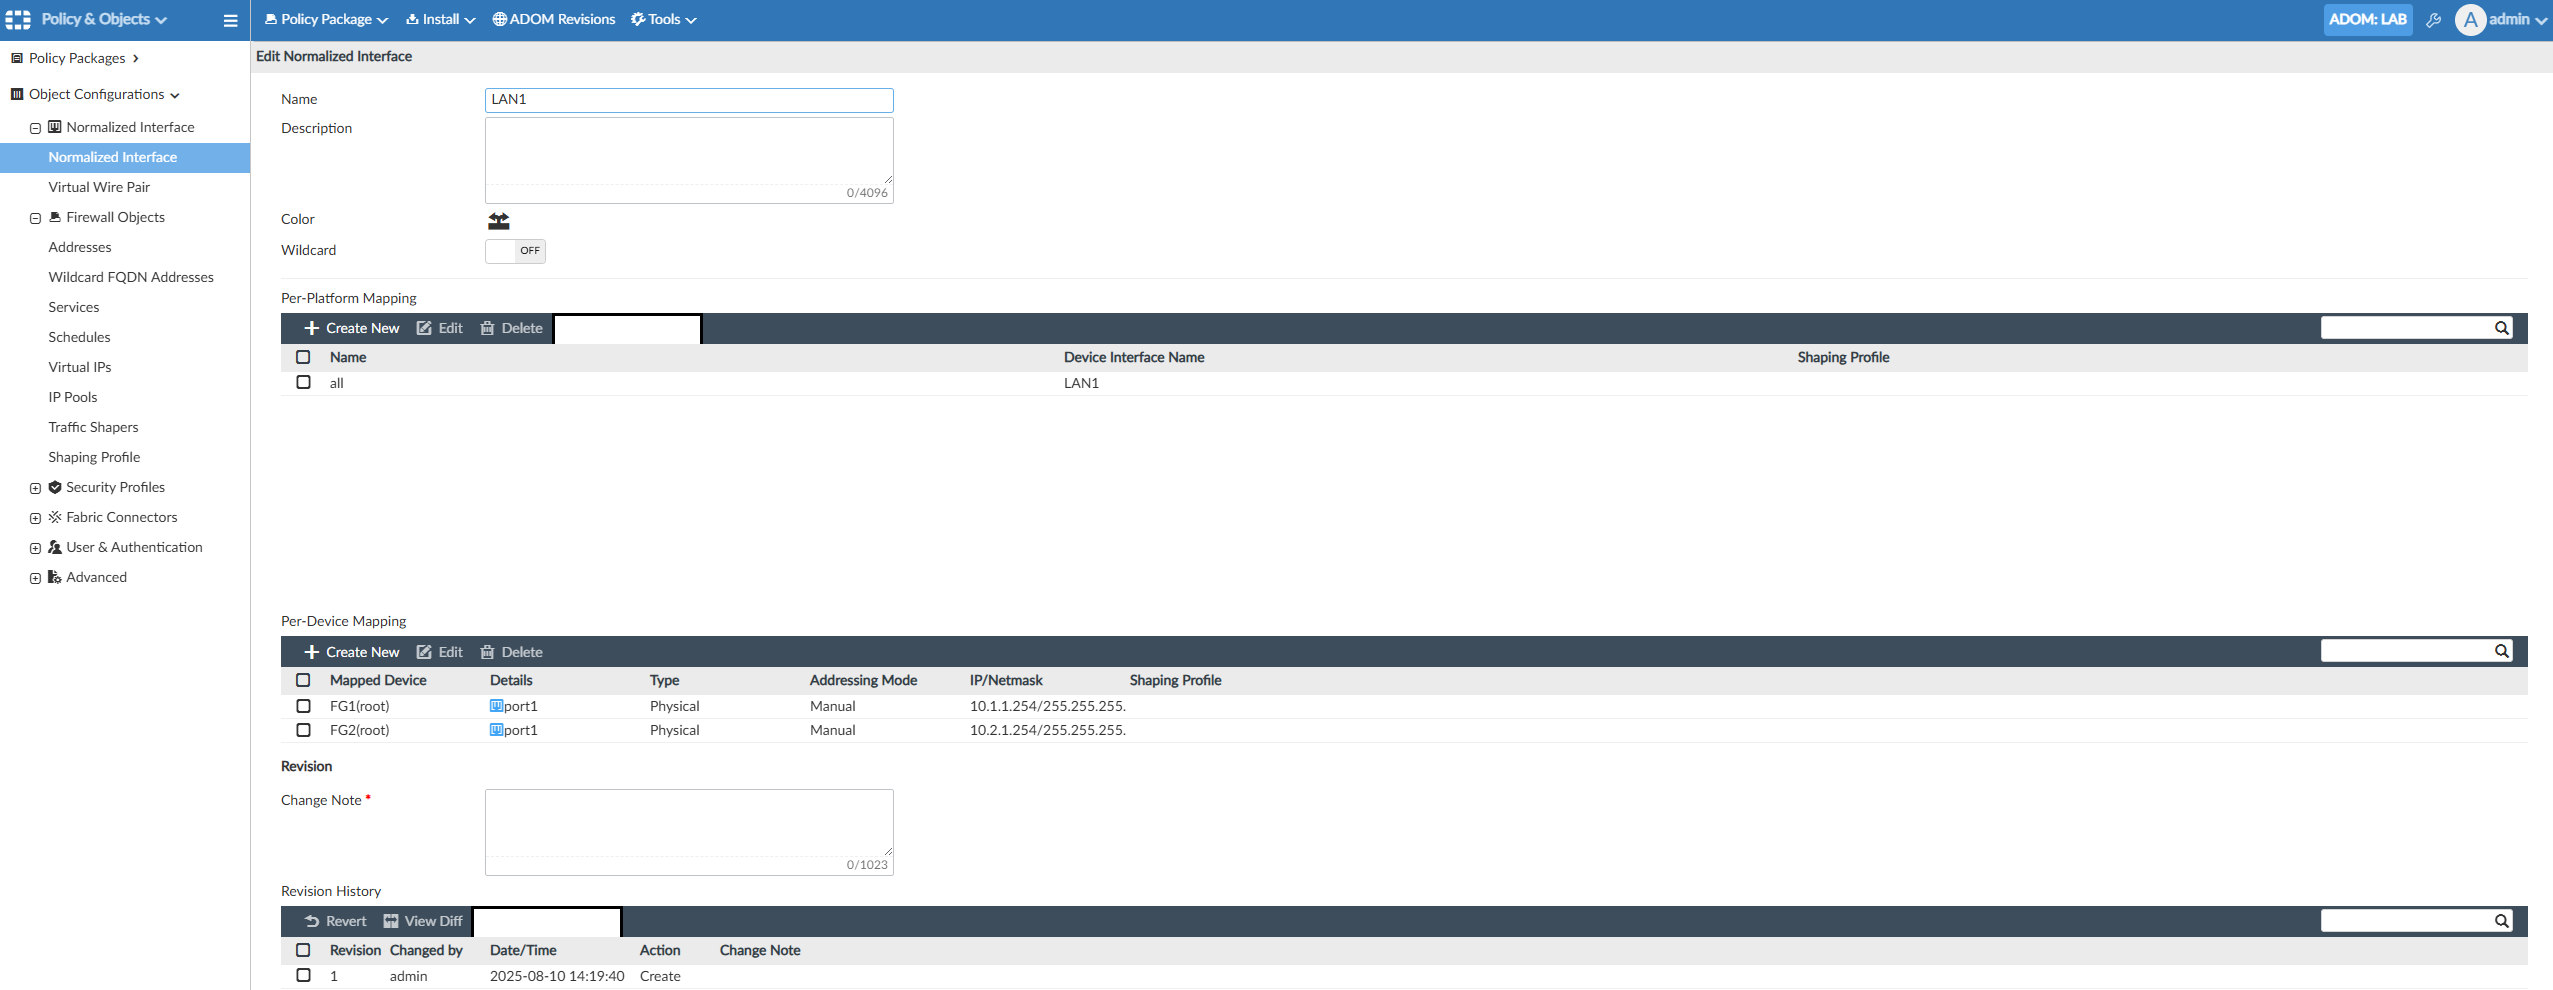 Policy & Objects
Policy Package Install ADOM Revisions Tools
ADOM: LAB A admin
Policy Packages
Object Configurations
Normalized Interface
Normalized Interface
Virtual Wire Pair
Firewall Objects
Addresses
Wildcard FQDN Addresses
Services
Schedules
Virtual IPs
IP Pools
Traffic Shapers
Shaping Profile
Security Profiles
Fabric Connectors
User & Authentication
Advanced
Edit Normalized Interface
Name LAN1
Description
0/4096
Color
Wildcard OFF
Per-Platform Mapping
Create New Edit Delete
Name Device Interface Name Shaping Profile
all LAN1
Per-Device Mapping
Create New Edit Delete
Mapped Device Details Type Addressing Mode IP/Netmask Shaping Profile
FG1(root) port1 Physical Manual 10.1.1.254/255.255.255.
FG2(root) port1 Physical Manual 10.2.1.254/255.255.255.
Revision
Change Note *
0/1023
Revision History
Revert View Diff
Revision Changed by Date/Time Action Change Note
1 admin 2025-08-10 14:19:40 Create